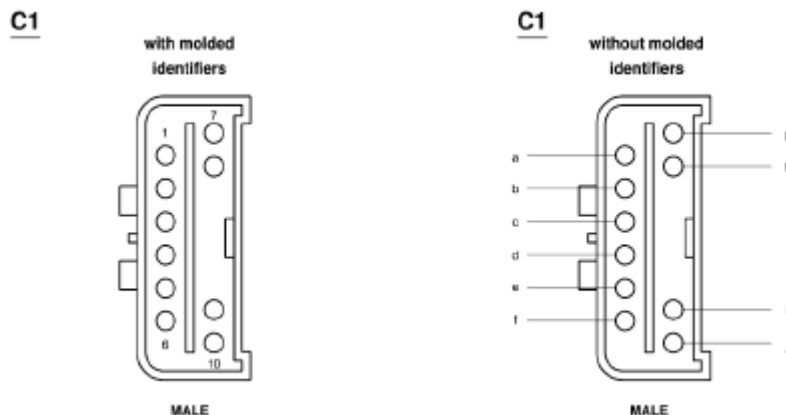 C1
with molded
identifiers
1
7
6
10
MALE
C1
without molded
identifiers
a
b
c
d
e
f
MALE